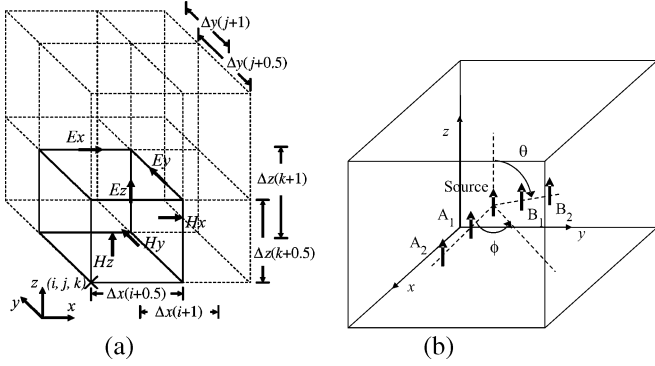 Δy(j+1)
Δy(j+0.5)
Ex
Ey
Ez
Δz(k+1)
Hx
Hy
Hz
Δz(k+0.5)
z (i, j, k)
y
x
Δx(i+0.5)
Δx(i+1)
(a)
z
θ
Source
A1
A2
B1
B2
ϕ
y
x
(b)